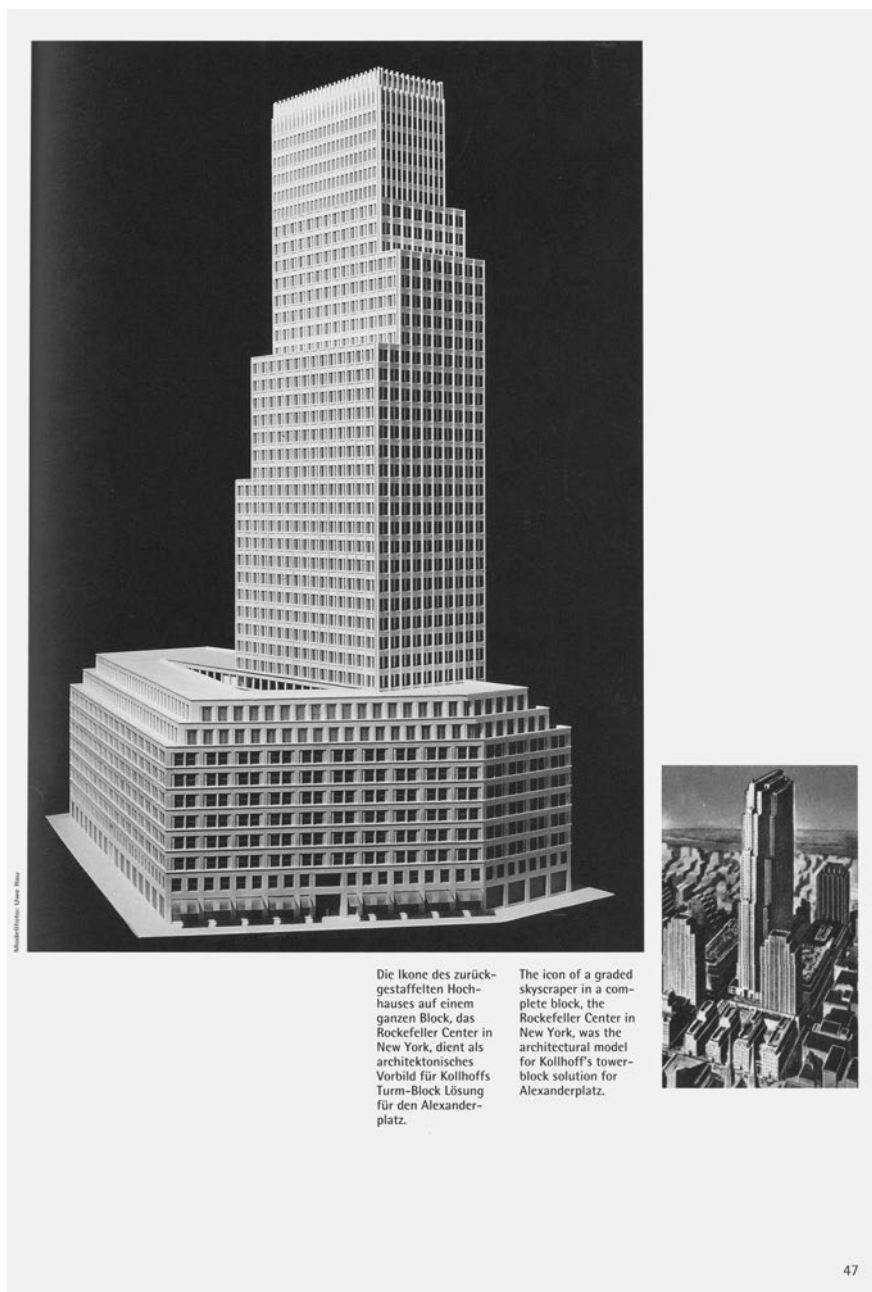 Modellfoto: Uwe Rau
Die Ikone des zurück-
gestaffelten Hoch-
hauses auf einem
ganzen Block, das
Rockefeller Center in
New York, dient als
architektonisches
Vorbild für Kollhoffs
Turm-Block Lösung
für den Alexander-
platz.
The icon of a graded
skyscraper in a com-
plete block, the
Rockefeller Center in
New York, was the
architectural model
for Kollhoff's tower-
block solution for
Alexanderplatz.
47